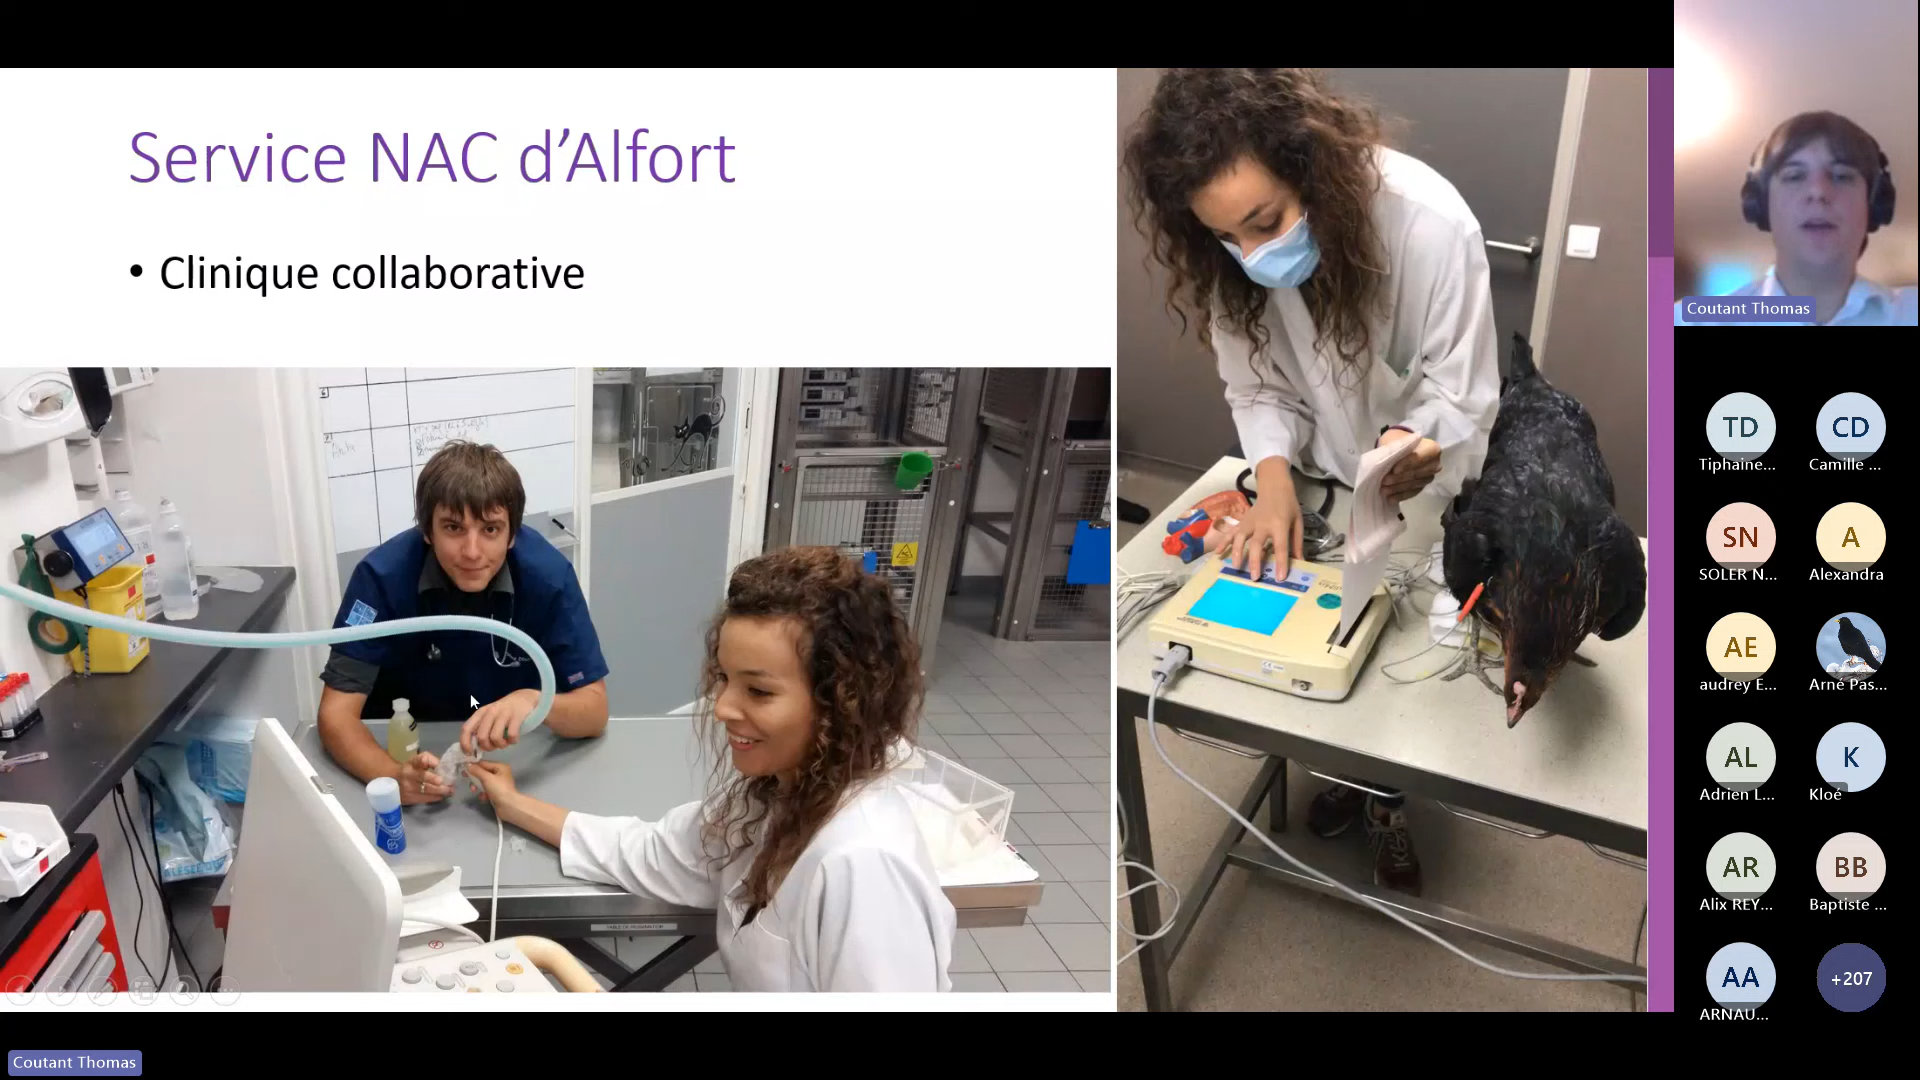 Service NAC d'Alfort
• Clinique collaborative
Coutant Thomas
TD
CD
Tiphaine...
Camille ...
SN
A
SOLER N...
Alexandra
AE
audrey E...
Arné Pas...
AL
K
Adrien L...
Kloé
AR
BB
Alix REY...
Baptiste ...
AA
+207
ARNAU...
Coutant Thomas